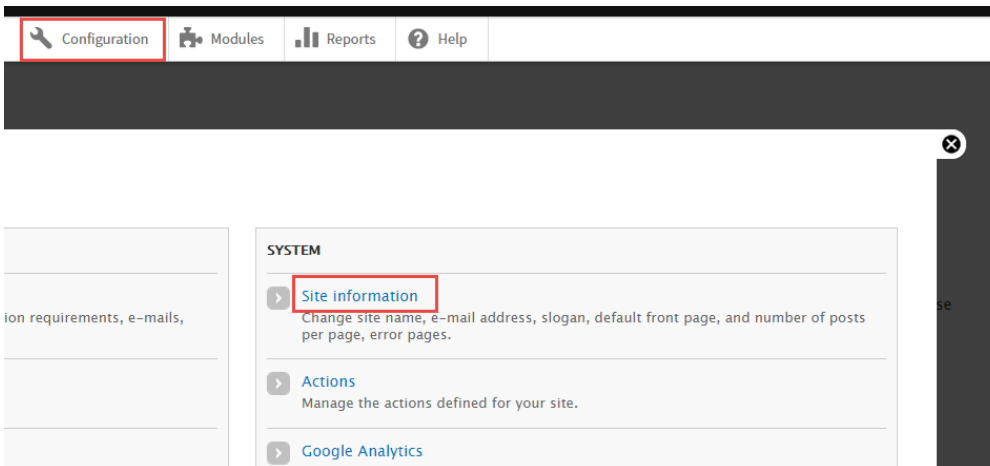 Configuration Modules Reports Help
SYSTEM
Site information
ion requirements, e-mails,
Change site name, e-mail address, slogan, default front page, and number of posts
per page, error pages.
se
Actions
Manage the actions defined for your site.
Google Analytics